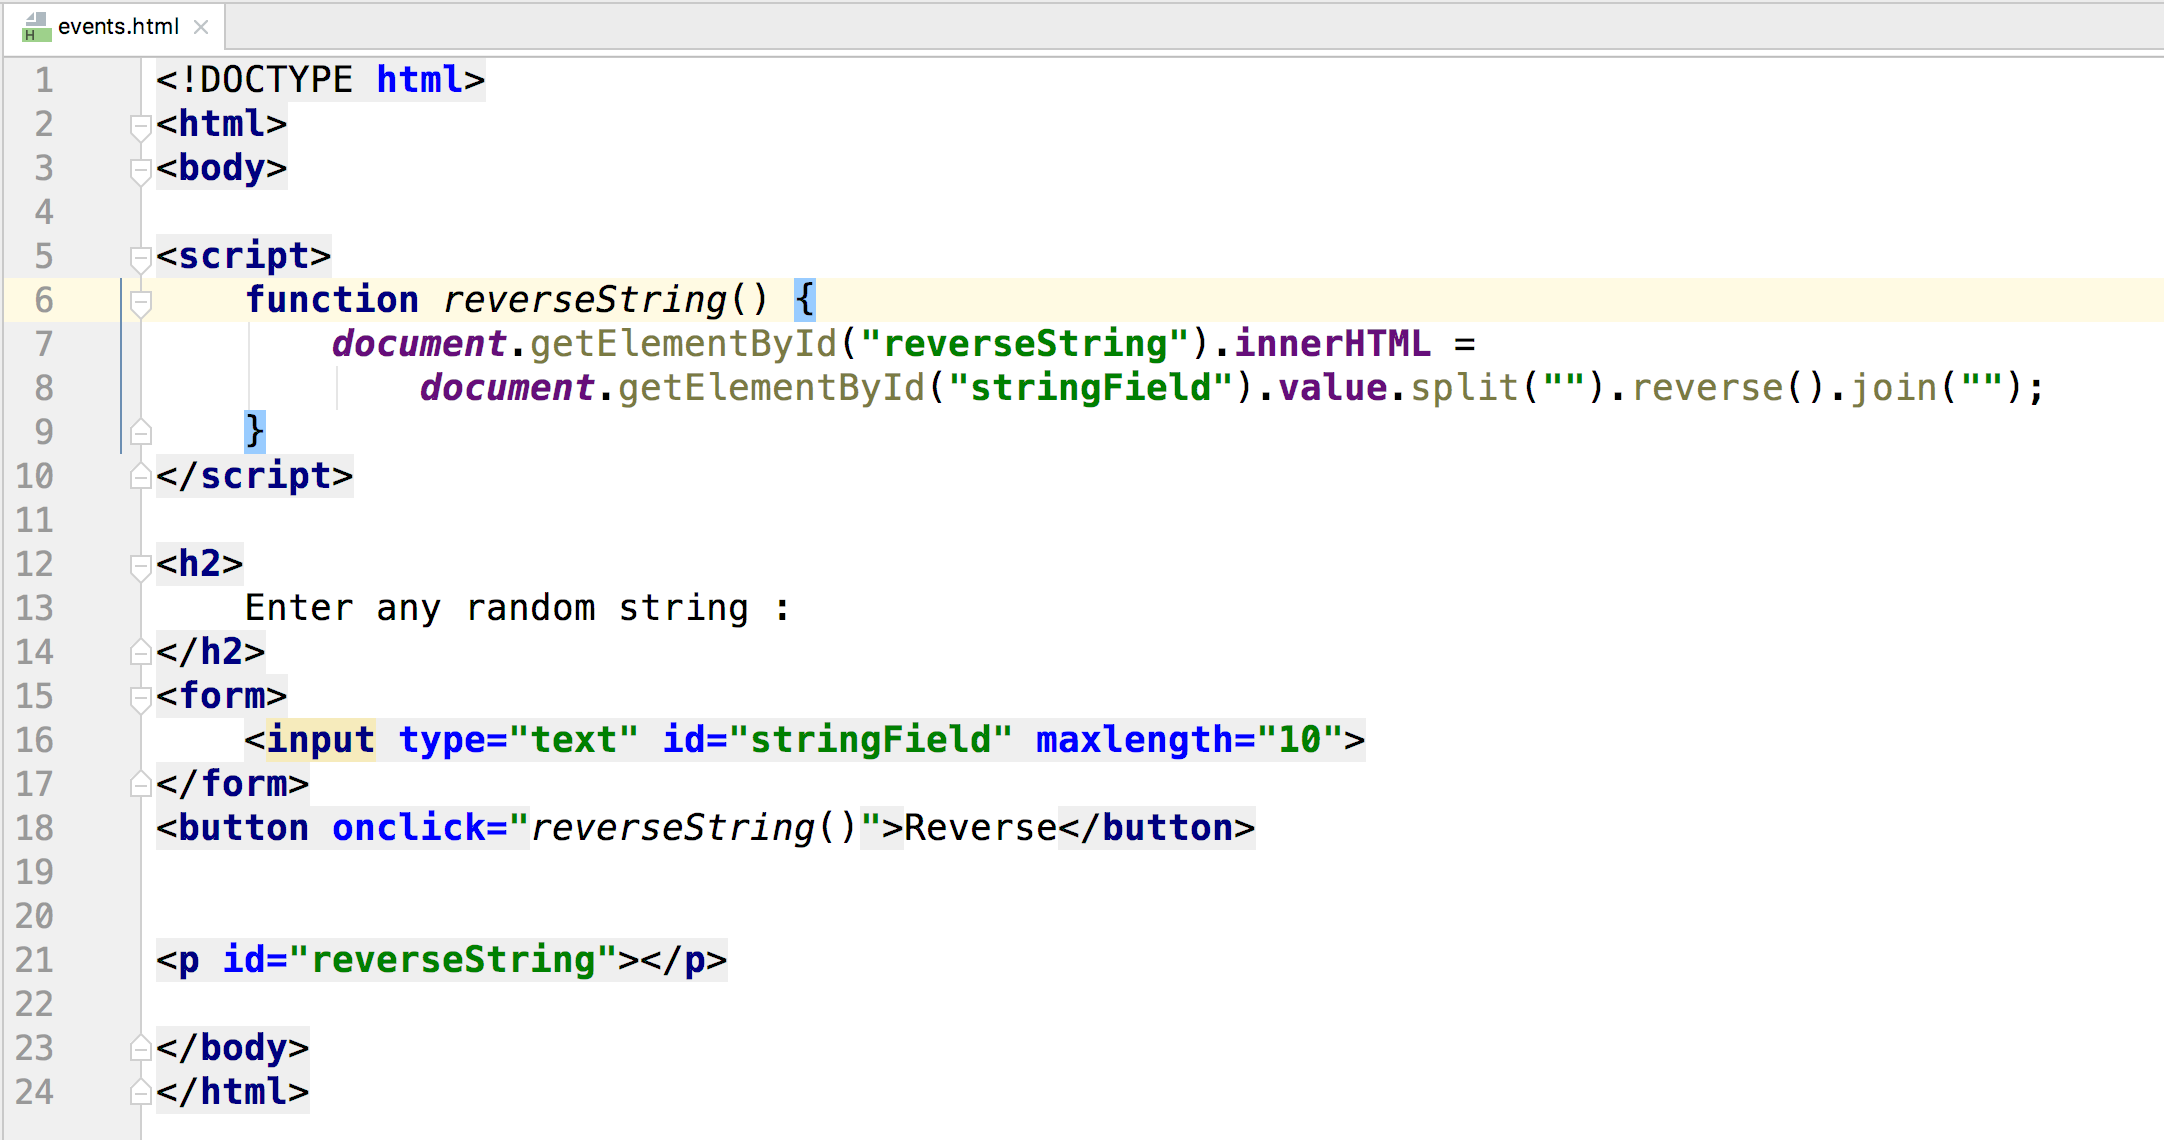 events.html
1 <!DOCTYPE html>
2 <html>
3 <body>
4
5 <script>
6     function reverseString() {
7         document.getElementById("reverseString").innerHTML =
8             document.getElementById("stringField").value.split("").reverse().join("");
9     }
10 </script>
11
12 <h2>
13     Enter any random string :
14 </h2>
15 <form>
16     <input type="text" id="stringField" maxlength="10">
17 </form>
18 <button onclick="reverseString()">Reverse</button>
19
20
21 <p id="reverseString"></p>
22
23 </body>
24 </html>